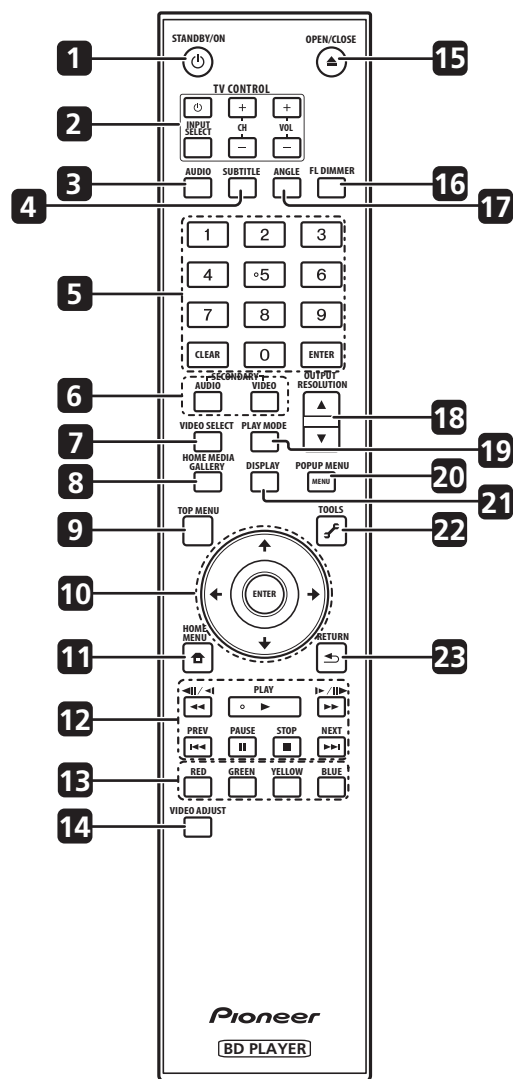 STANDBY/ON
OPEN/CLOSE
1
15
TV CONTROL
2
INPUT SELECT
CH
VOL
+
+
–
–
3
AUDIO
SUBTITLE
ANGLE
FL DIMMER
16
4
17
1 2 3
4 5 6
5
7 8 9
CLEAR 0 ENTER
SECONDARY
OUTPUT RESOLUTION
6
AUDIO
VIDEO
18
7
VIDEO SELECT
PLAY MODE
19
8
HOME MEDIA GALLERY
DISPLAY
POPUP MENU
MENU
20
21
9
TOP MENU
TOOLS
22
10
ENTER
11
HOME MENU
RETURN
23
12
PLAY
PREV
PAUSE
STOP
NEXT
13
RED
GREEN
YELLOW
BLUE
14
VIDEO ADJUST
Pioneer
BD PLAYER